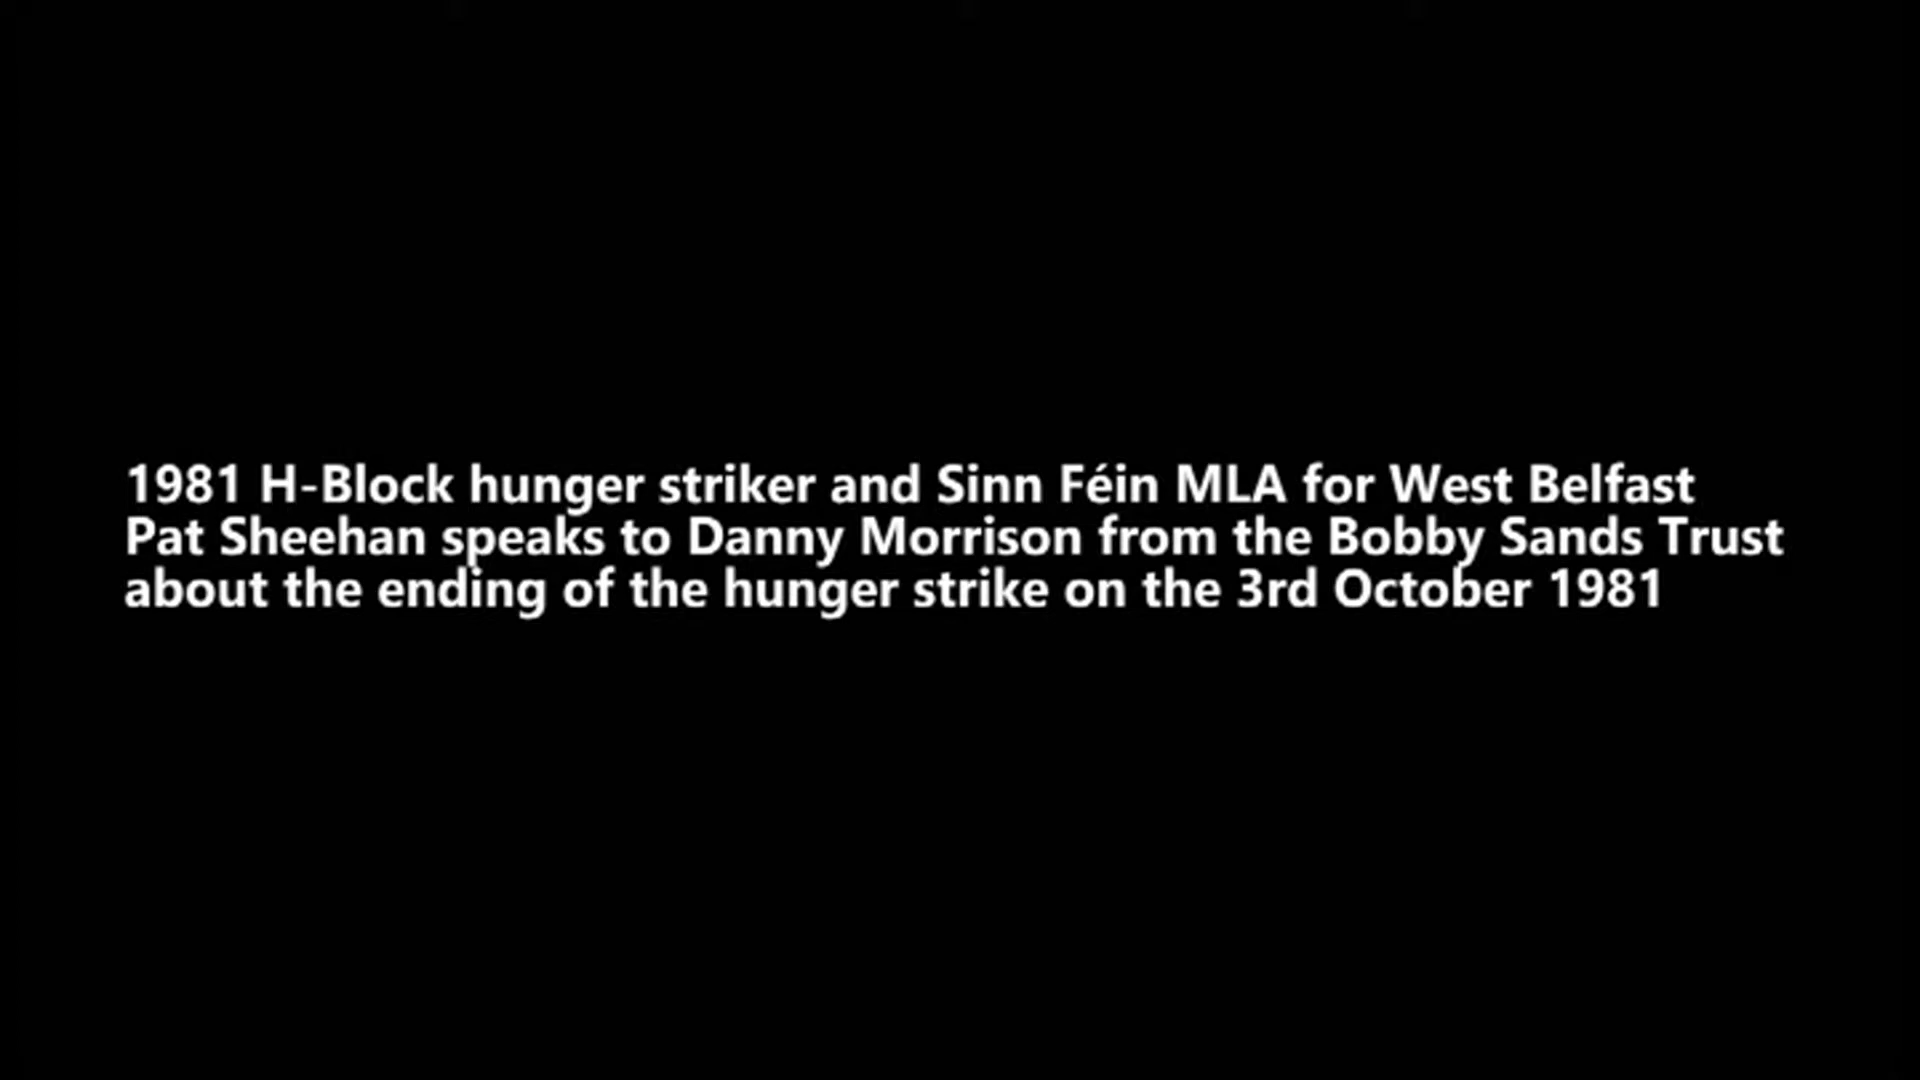 1981 H-Block hunger striker and Sinn Féin MLA for West Belfast
Pat Sheehan speaks to Danny Morrison from the Bobby Sands Trust
about the ending of the hunger strike on the 3rd October 1981